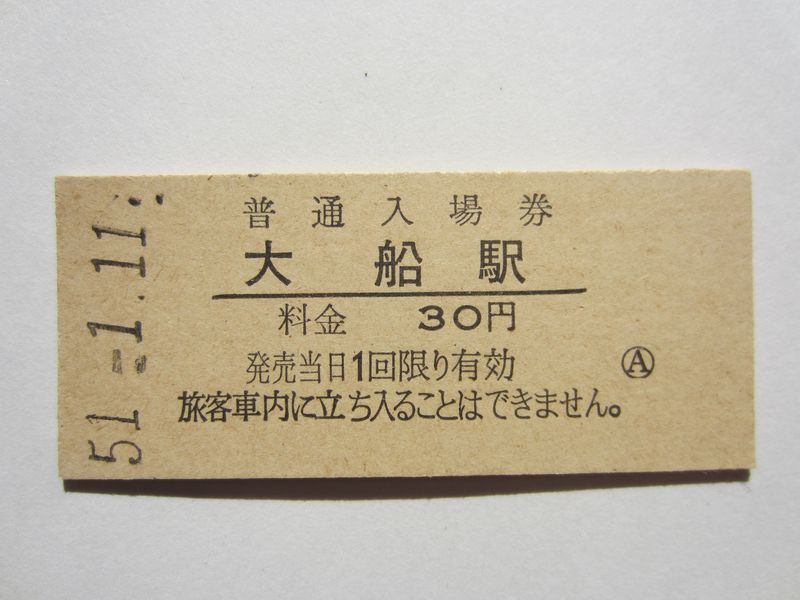 普通入場券
大船駅
料金 30円
発売当日1回限り有効
Ⓐ
旅客車内に立ち入ることはできません。
51.-1.11